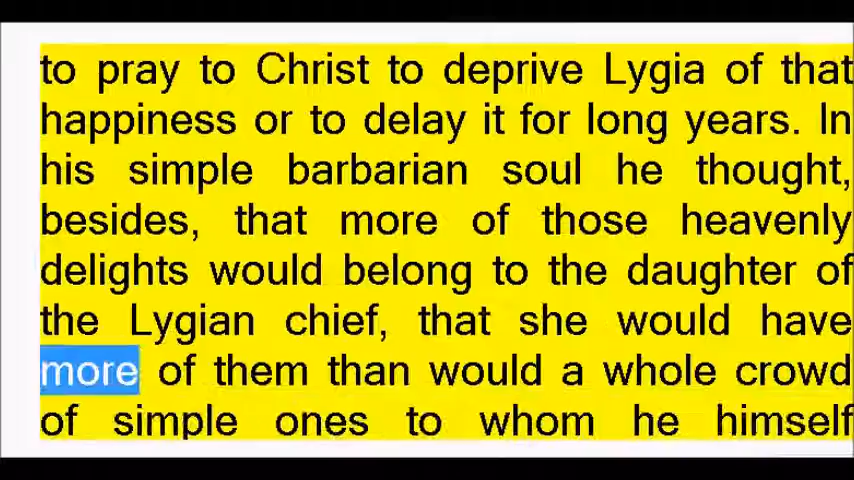 to pray to Christ to deprive Lygia of that
happiness or to delay it for long years. In
his simple barbarian soul he thought,
besides, that more of those heavenly
delights would belong to the daughter of
the Lygian chief, that she would have
more of them than would a whole crowd
of simple ones to whom he himself